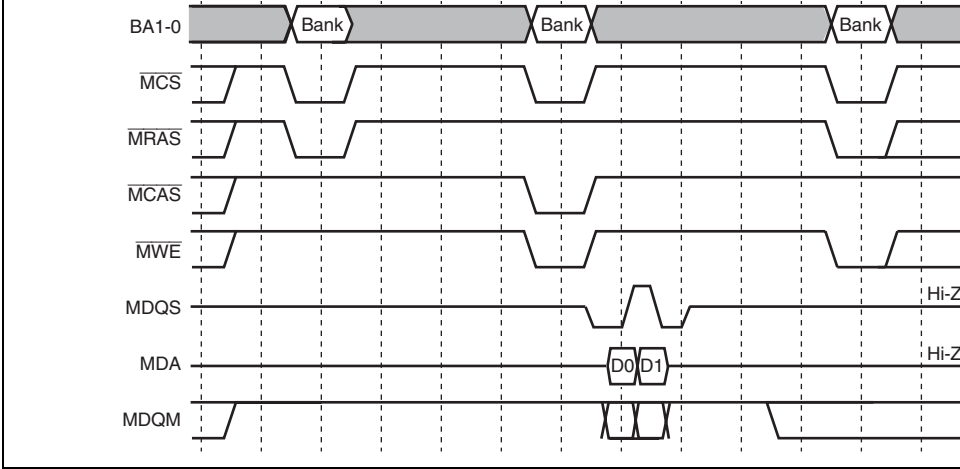 BA1-0 Bank Bank Bank
MCS
MRAS
MCAS
MWE
MDQS Hi-Z
MDA D0 D1 Hi-Z
MDQM